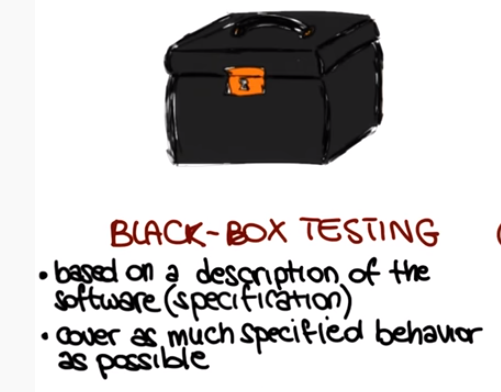 BLACK-BOX TESTING
• based on a description of the
software (specification)
• cover as much specified behavior
as possible